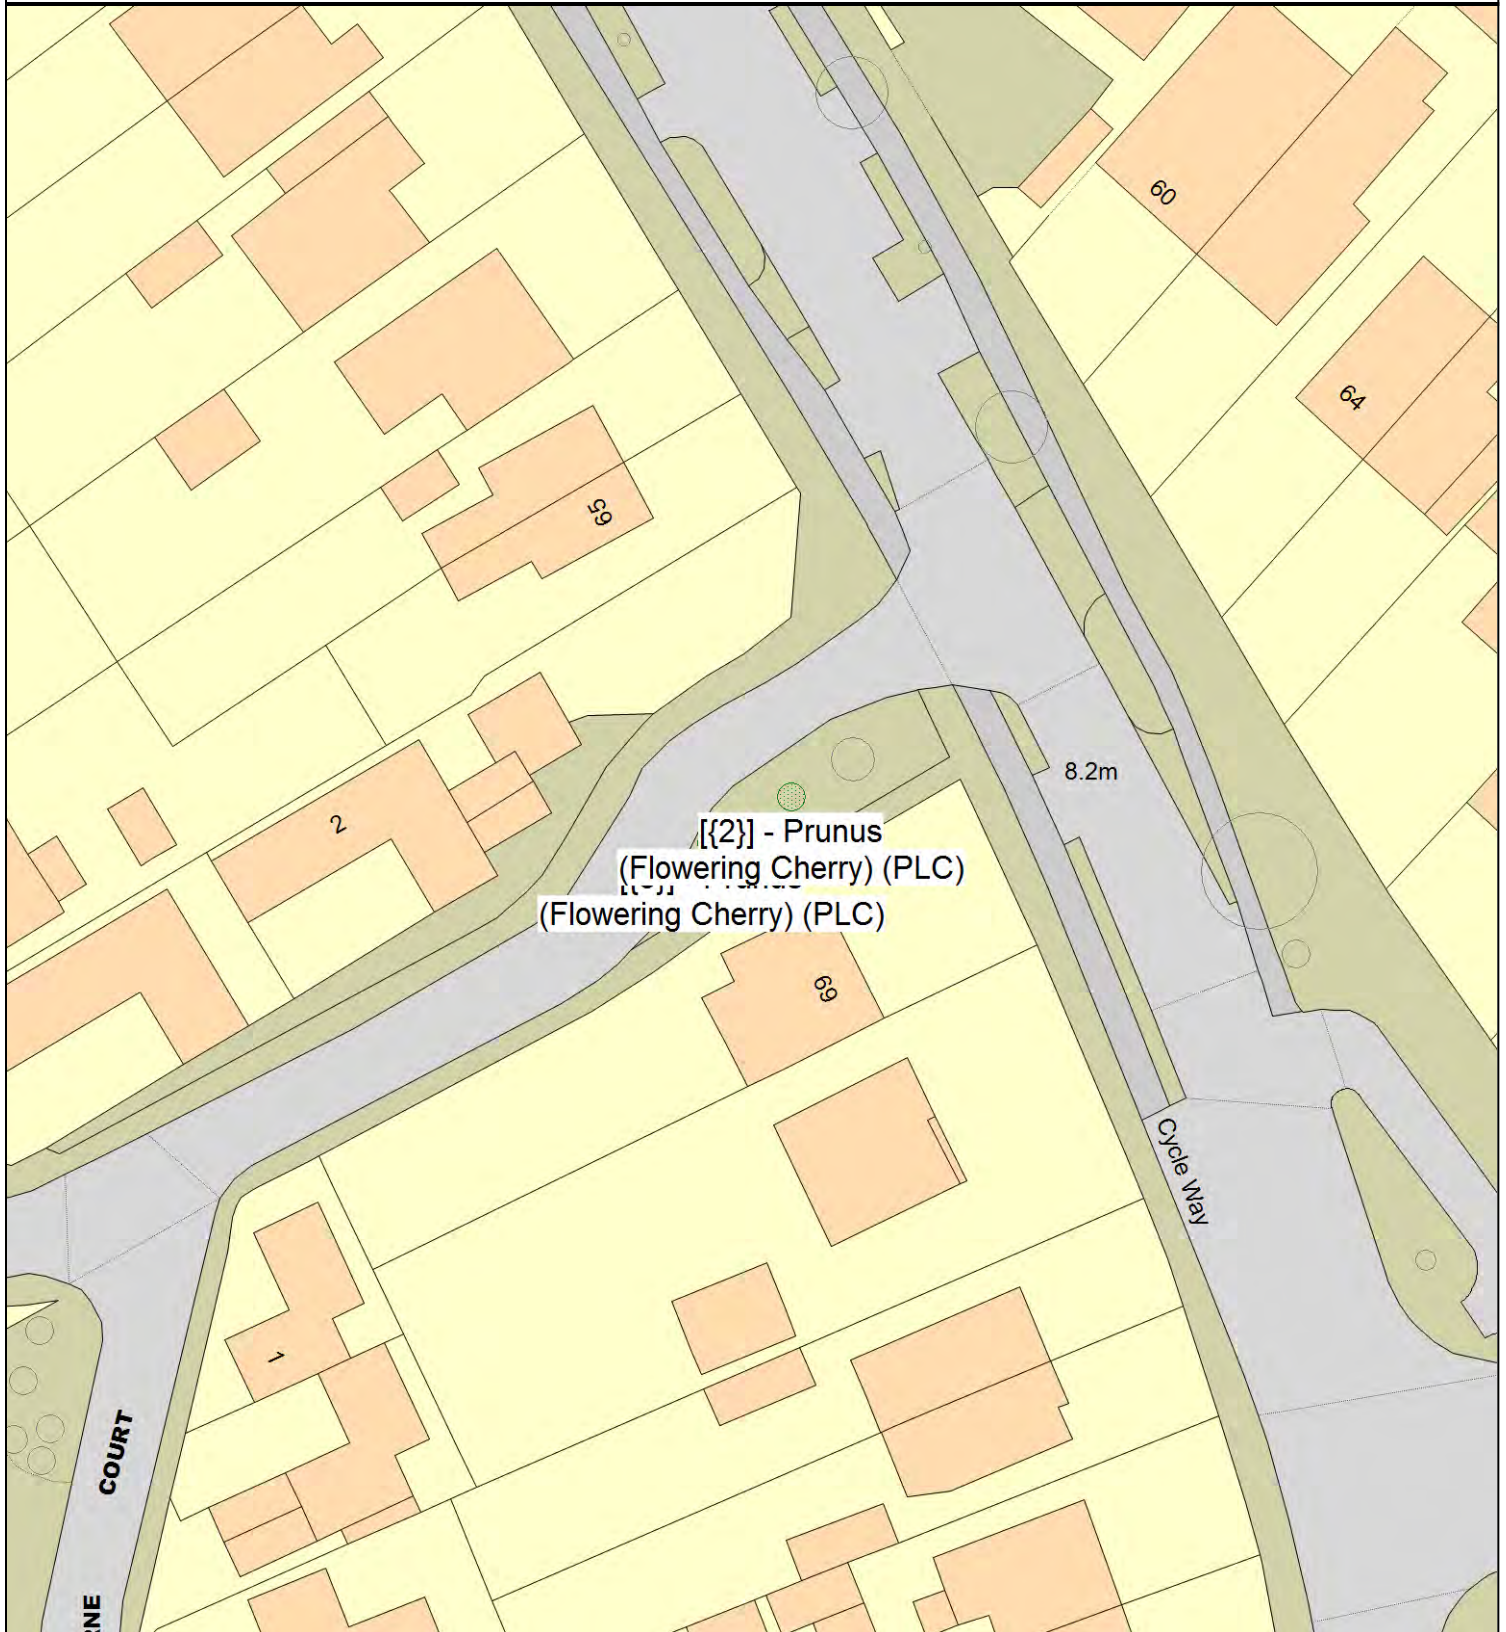 60
64
65
8.2m
2
[{2}] - Prunus
(Flowering Cherry) (PLC)
(Flowering Cherry) (PLC)
69
Cycle Way
1
COURT